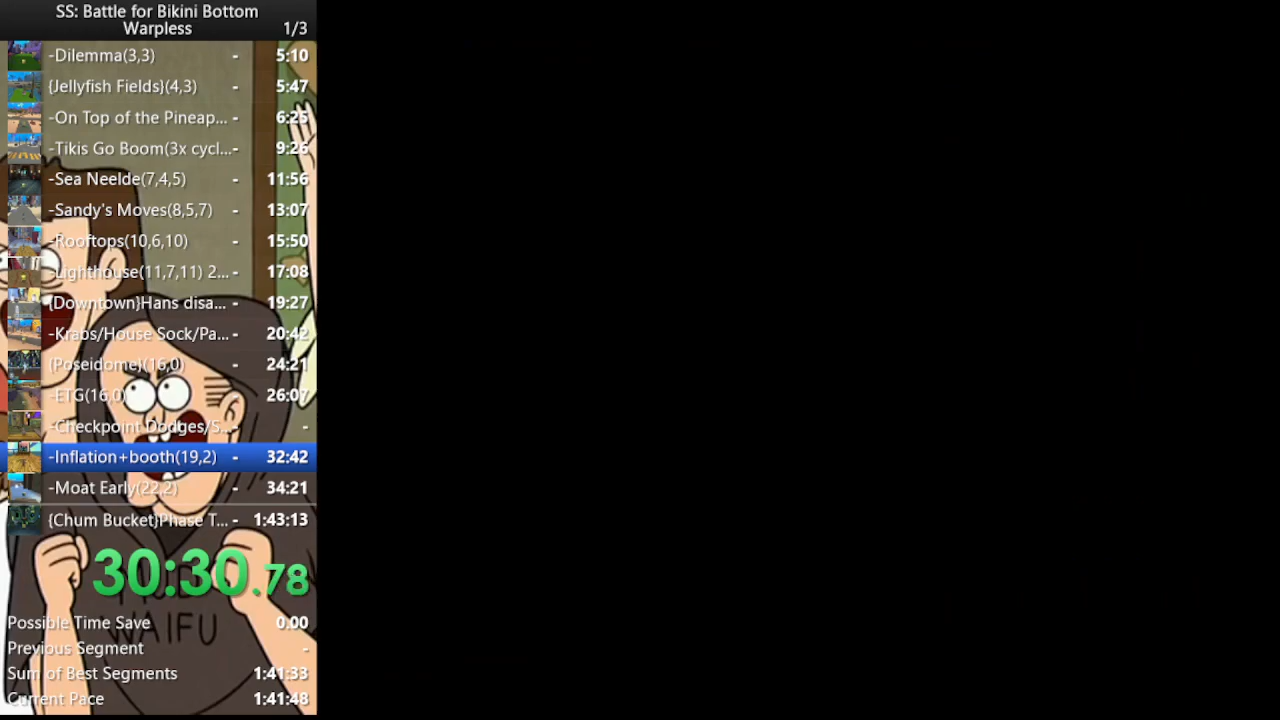 SS: Battle for Bikini Bottom
Warpless 1/3
-Dilemma(3,3) - 5:10
{Jellyfish Fields}(4,3) - 5:47
-On Top of the Pineap... - 6:25
-Tikis Go Boom(3x cycl... - 9:26
-Sea Neelde(7,4,5) - 11:56
-Sandy's Moves(8,5,7) - 13:07
-Rooftops(10,6,10) - 15:50
-Lighthouse(11,7,11) 2... - 17:08
{Downtown}Hans disa... - 19:27
-Krabs/House Sock/Pa... - 20:42
{Poseidome}(16,0) - 24:21
-ETG(16,0) - 26:07
-Checkpoint Dodges/S... - -
-Inflation+booth(19,2) - 32:42
-Moat Early(22,2) - 34:21
{Chum Bucket}Phase T... - 1:43:13
30:30.78
Possible Time Save 0.00
Previous Segment -
Sum of Best Segments 1:41:33
Current Pace 1:41:48
WAIFU